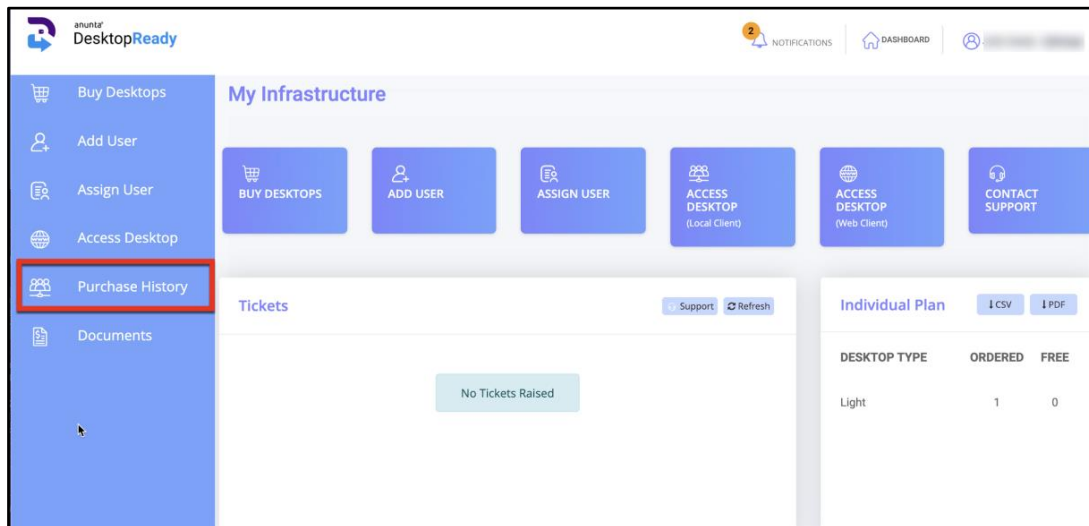 anunta
DesktopReady
2
NOTIFICATIONS
DASHBOARD
Buy Desktops
Add User
Assign User
Access Desktop
Purchase History
Documents
My Infrastructure
BUY DESKTOPS
ADD USER
ASSIGN USER
ACCESS
DESKTOP
(Local Client)
ACCESS
DESKTOP
(Web Client)
CONTACT
SUPPORT
Tickets
Support
Refresh
No Tickets Raised
Individual Plan
CSV
PDF
DESKTOP TYPE ORDERED FREE
Light 1 0